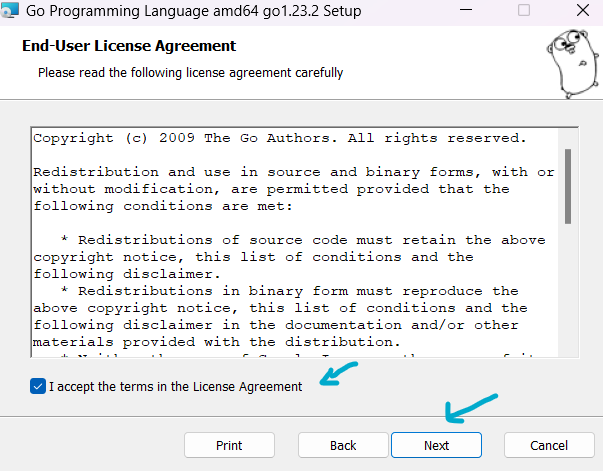 Go Programming Language amd64 go1.23.2 Setup
End-User License Agreement
Please read the following license agreement carefully
Copyright (c) 2009 The Go Authors. All rights reserved.
Redistribution and use in source and binary forms, with or
without modification, are permitted provided that the
following conditions are met:
* Redistributions of source code must retain the above
copyright notice, this list of conditions and the
following disclaimer.
* Redistributions in binary form must reproduce the
above copyright notice, this list of conditions and the
following disclaimer in the documentation and/or other
materials provided with the distribution.
I accept the terms in the License Agreement
Print
Back
Next
Cancel